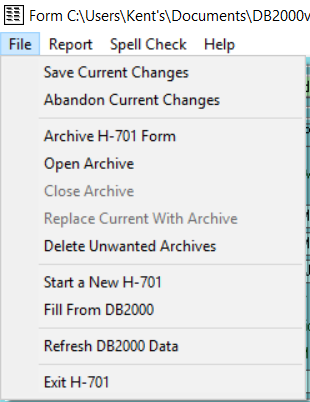 Form C:\Users\Kent's\Documents\DB2000v
File Report Spell Check Help
Save Current Changes
Abandon Current Changes
Archive H-701 Form
Open Archive
Close Archive
Replace Current With Archive
Delete Unwanted Archives
Start a New H-701
Fill From DB2000
Refresh DB2000 Data
Exit H-701